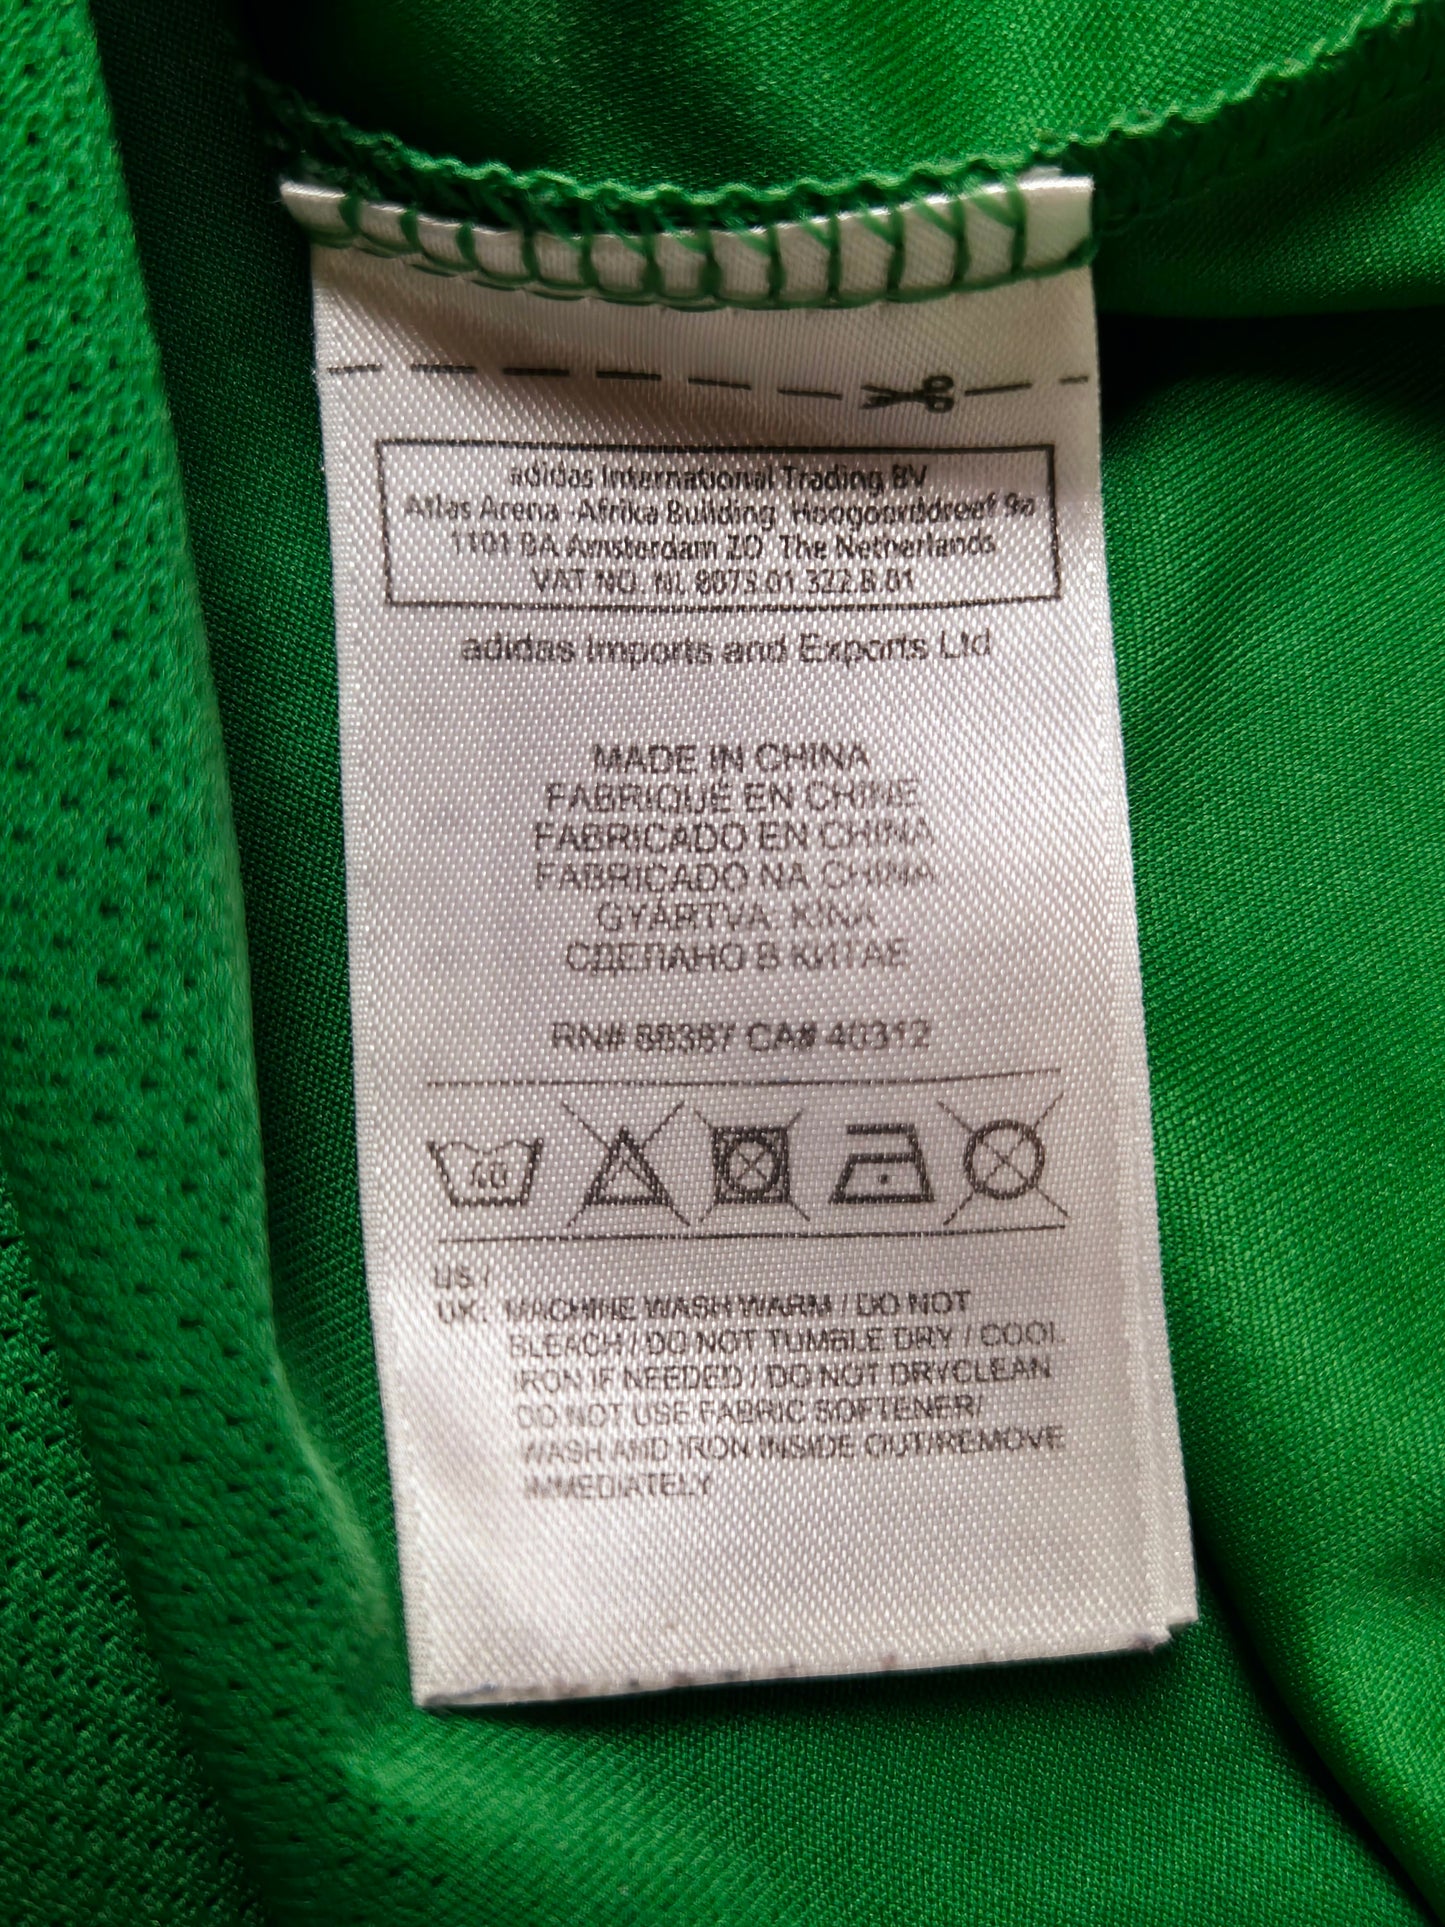 adidas International Trading BV
Atlas Arena -Afrika Building Hoogoorddreef 9a
1101 BA Amsterdam ZO The Netherlands
VAT NO. NL 8073.01.322.B.01
adidas Imports and Exports Ltd
MADE IN CHINA
FABRIQUÉ EN CHINE
FABRICADO EN CHINA
FABRICADO NA CHINA
GYÁRTVA: KÍNA
СДЕЛАНО В КИТАЕ
RN# 88387 CA# 40312
40
US /
UK: MACHINE WASH WARM / DO NOT
BLEACH / DO NOT TUMBLE DRY / COOL
IRON IF NEEDED / DO NOT DRYCLEAN
DO NOT USE FABRIC SOFTENER/
WASH AND IRON INSIDE OUT/REMOVE
IMMEDIATELY